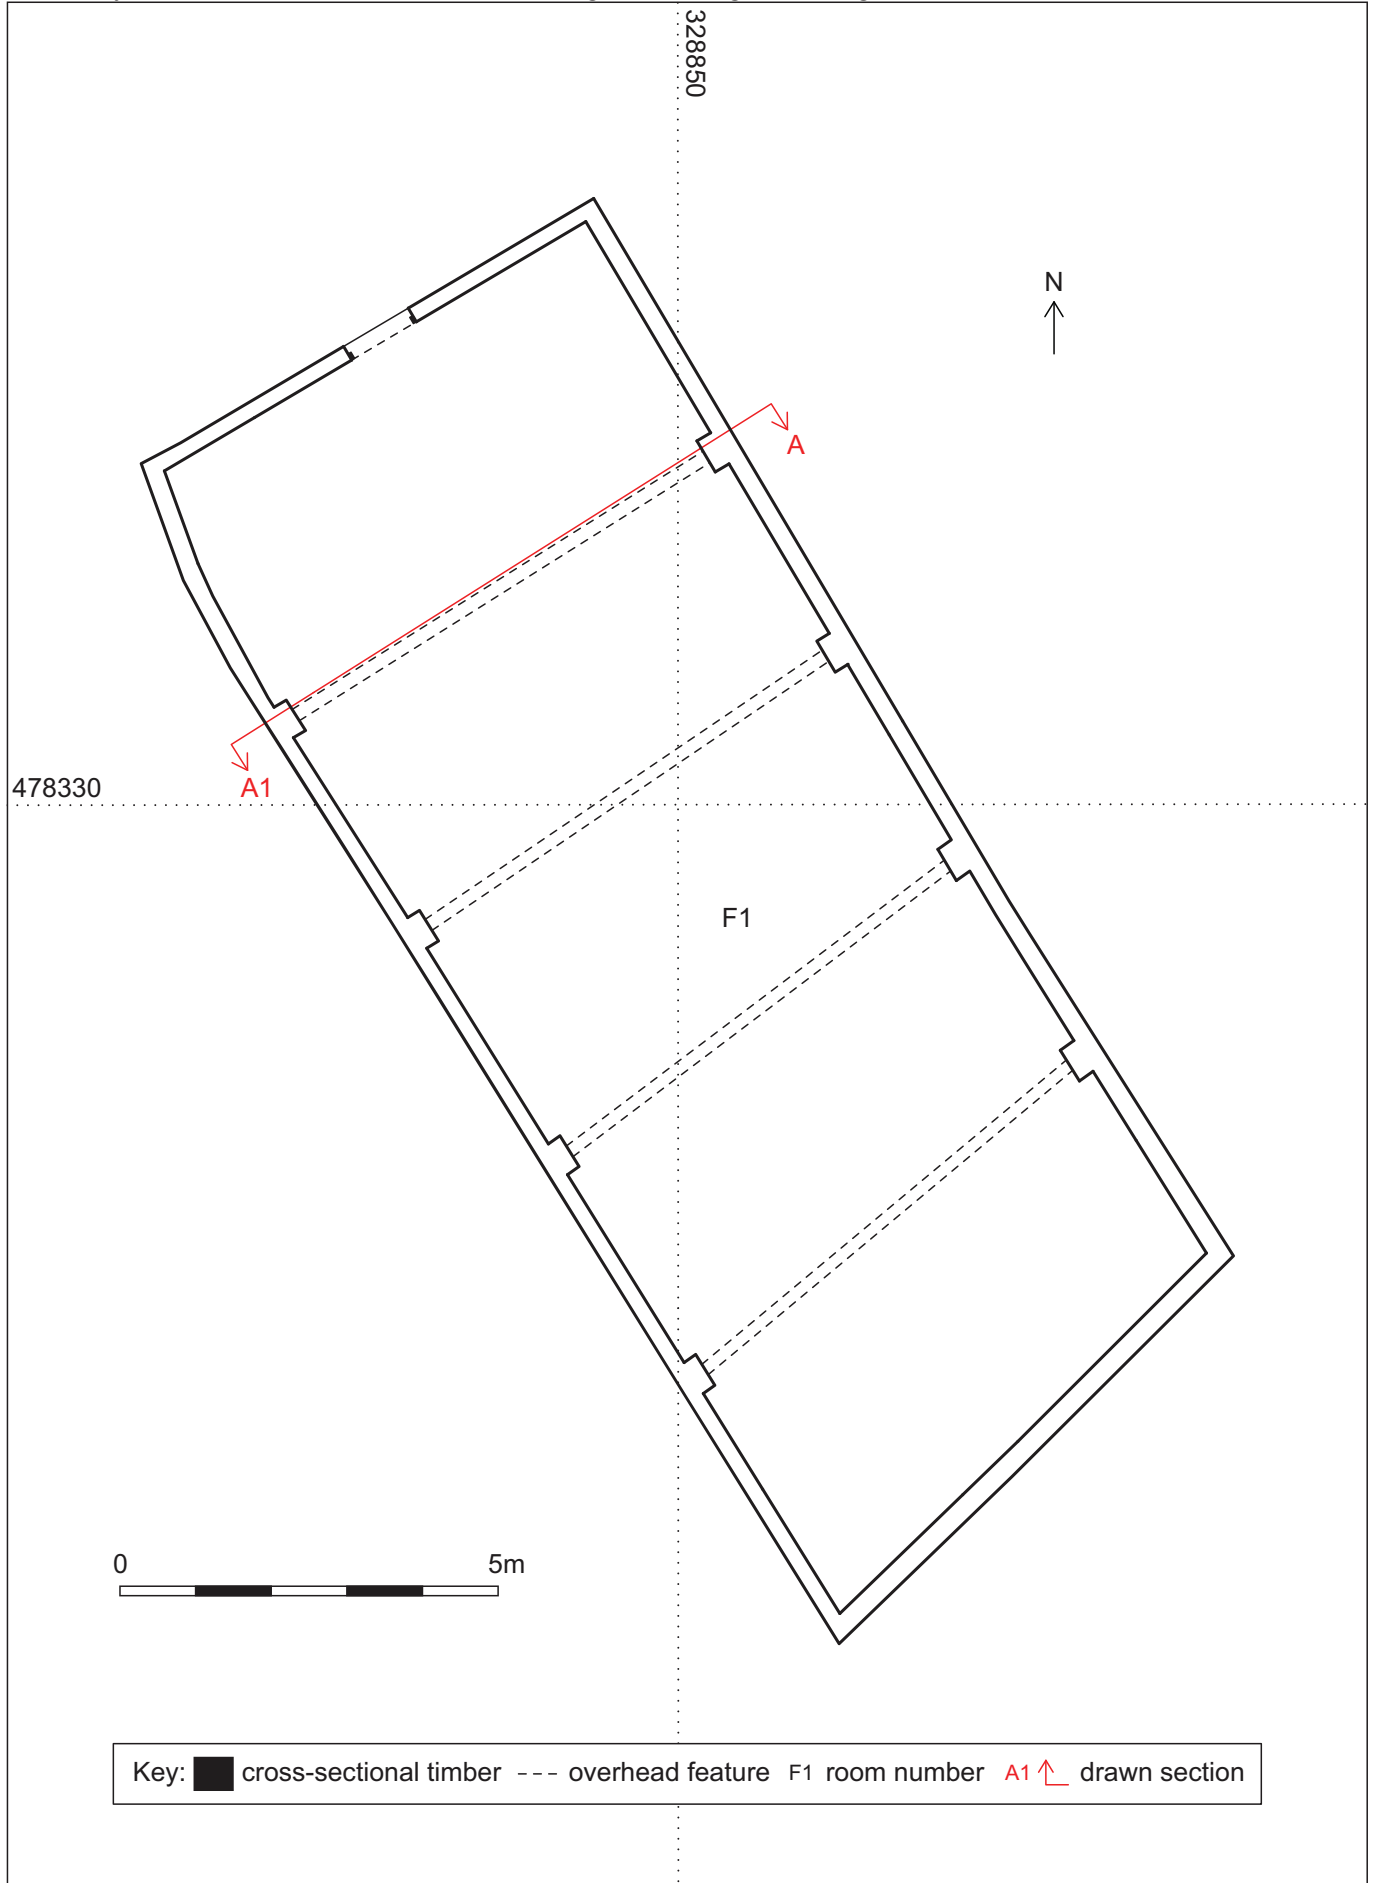 328850
N
A
A1
478330
F1
0 5m
Key: cross-sectional timber --- overhead feature F1 room number A1 drawn section